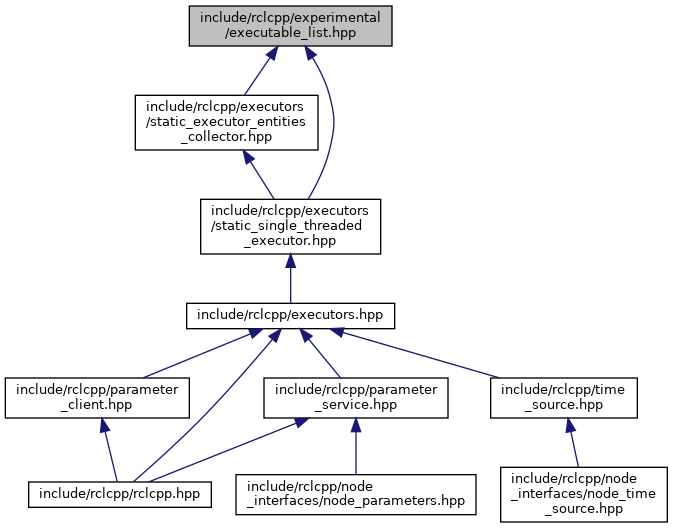 include/rclcpp/experimental
/executable_list.hpp
include/rclcpp/executors
/static_executor_entities
_collector.hpp
include/rclcpp/executors
/static_single_threaded
_executor.hpp
include/rclcpp/executors.hpp
include/rclcpp/parameter
_client.hpp
include/rclcpp/parameter
_service.hpp
include/rclcpp/time
_source.hpp
include/rclcpp/rclcpp.hpp
include/rclcpp/node
_interfaces/node_parameters.hpp
include/rclcpp/node
_interfaces/node_time
_source.hpp